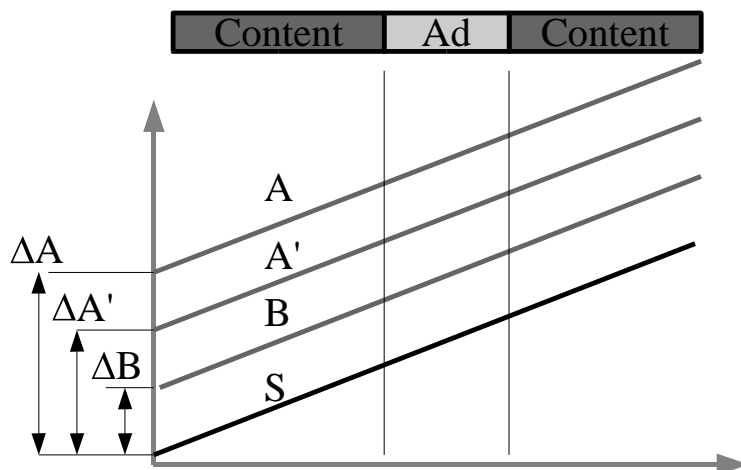 Content Ad Content
A
ΔA
A'
ΔA'
B
ΔB
S